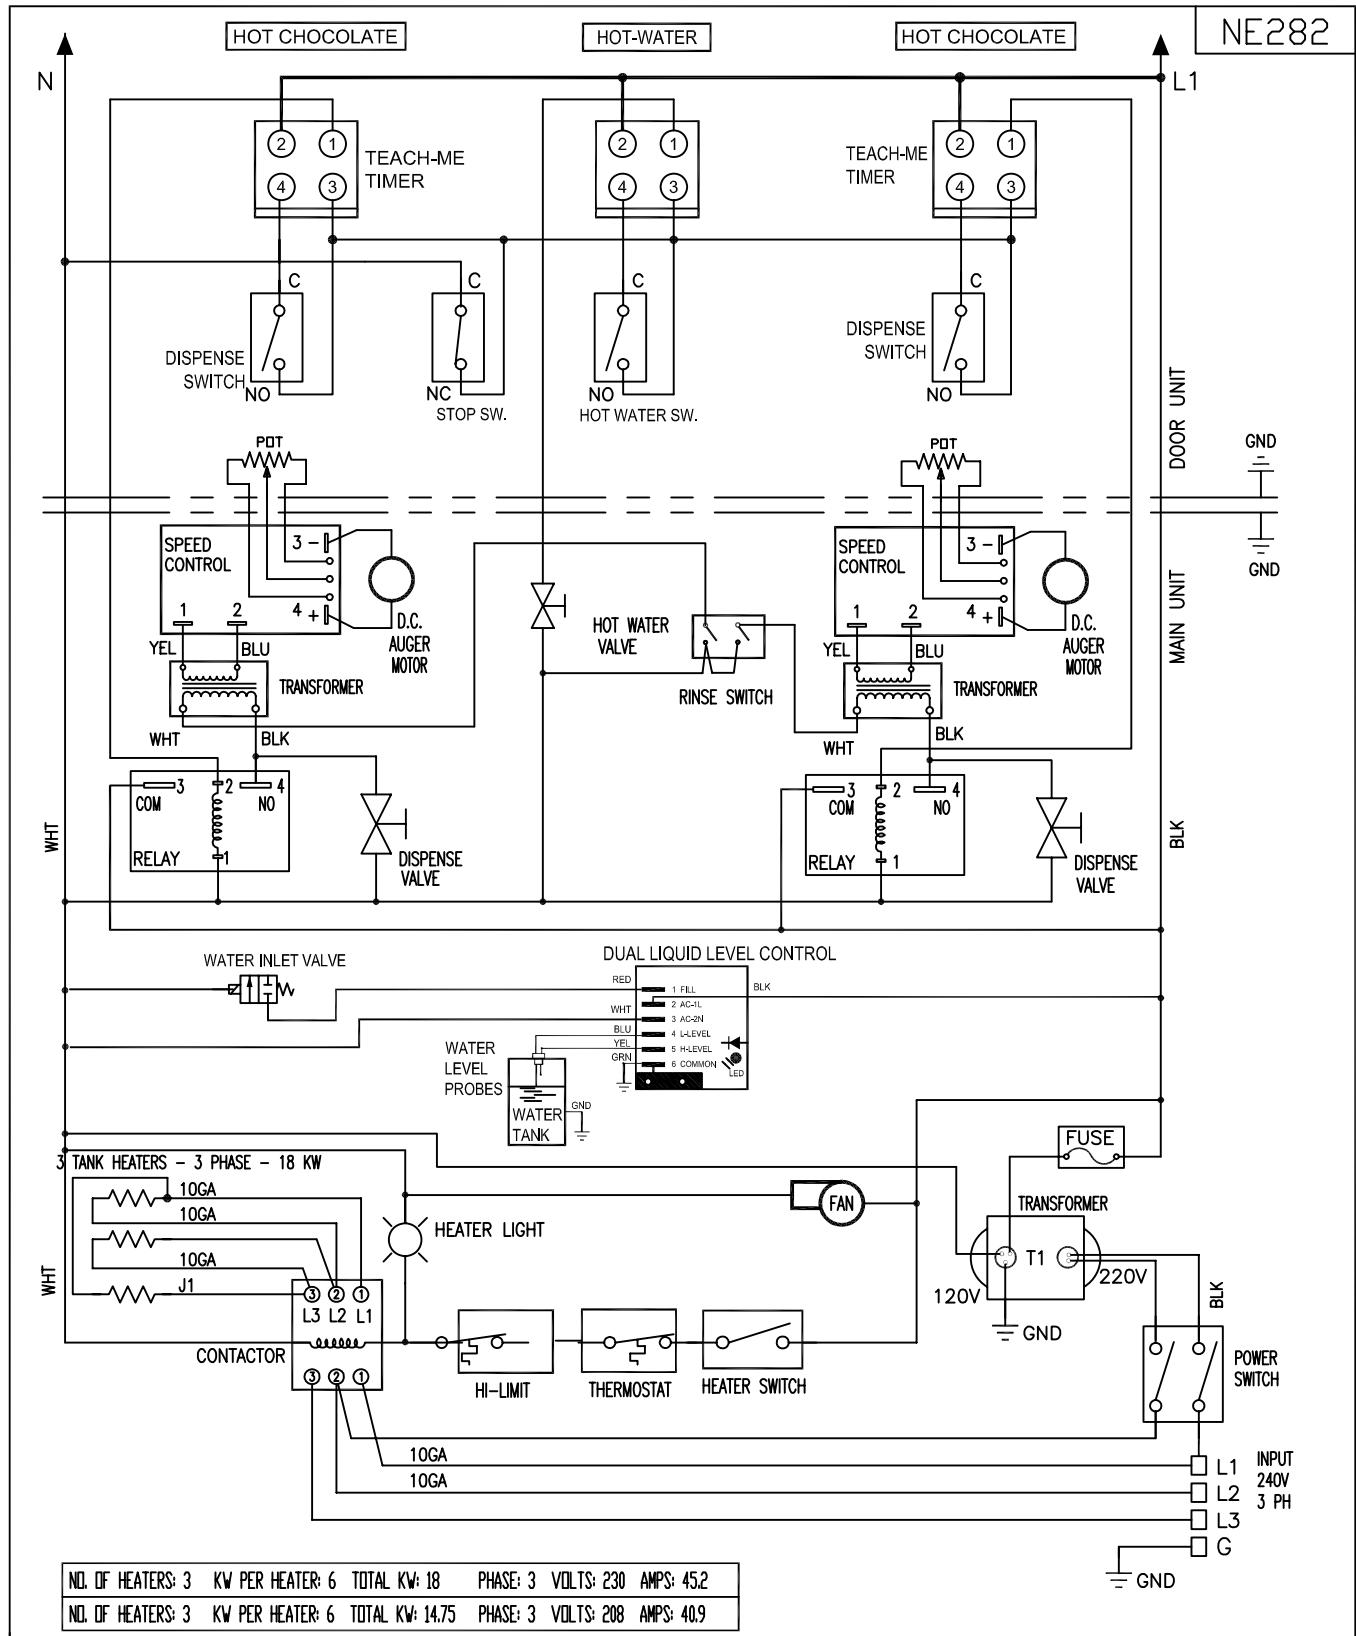 HOT CHOCOLATE
HOT-WATER
HOT CHOCOLATE
NE282
N
L1
2 1
4 3
TEACH-ME
TIMER
2 1
4 3
TEACH-ME
TIMER
2 1
4 3
C
DISPENSE
SWITCH
NO
C
NC
STOP SW.
C
NO
HOT WATER SW.
C
DISPENSE
SWITCH
NO
DOOR UNIT
GND
GND
MAIN UNIT
POT
SPEED
CONTROL
3 -
4 +
1 2
D.C.
AUGER
MOTOR
YEL
BLU
TRANSFORMER
WHT
BLK
HOT WATER
VALVE
RINSE SWITCH
POT
SPEED
CONTROL
3 -
4 +
1 2
D.C.
AUGER
MOTOR
YEL
BLU
TRANSFORMER
WHT
BLK
3
COM
2
4
NO
RELAY
1
DISPENSE
VALVE
WHT
3
COM
2
4
NO
RELAY
1
DISPENSE
VALVE
BLK
WATER INLET VALVE
DUAL LIQUID LEVEL CONTROL
RED
WHT
BLU
YEL
GRN
1 FILL
2 AC-1L
3 AC-2N
4 L-LEVEL
5 H-LEVEL
6 COMMON
LED
BLK
WATER
LEVEL
PROBES
WATER
TANK
GND
3 TANK HEATERS - 3 PHASE - 18 KW
10GA
10GA
10GA
J1
WHT
HEATER LIGHT
FAN
FUSE
TRANSFORMER
T1
120V
220V
GND
BLK
3 2 1
L3 L2 L1
CONTACTOR
3 2 1
HI-LIMIT
THERMOSTAT
HEATER SWITCH
POWER
SWITCH
10GA
10GA
L1
L2
L3
G
INPUT
240V
3 PH
GND
NO. OF HEATERS: 3 KW PER HEATER: 6 TOTAL KW: 18 PHASE: 3 VOLTS: 230 AMPS: 45.2
NO. OF HEATERS: 3 KW PER HEATER: 6 TOTAL KW: 14.75 PHASE: 3 VOLTS: 208 AMPS: 40.9